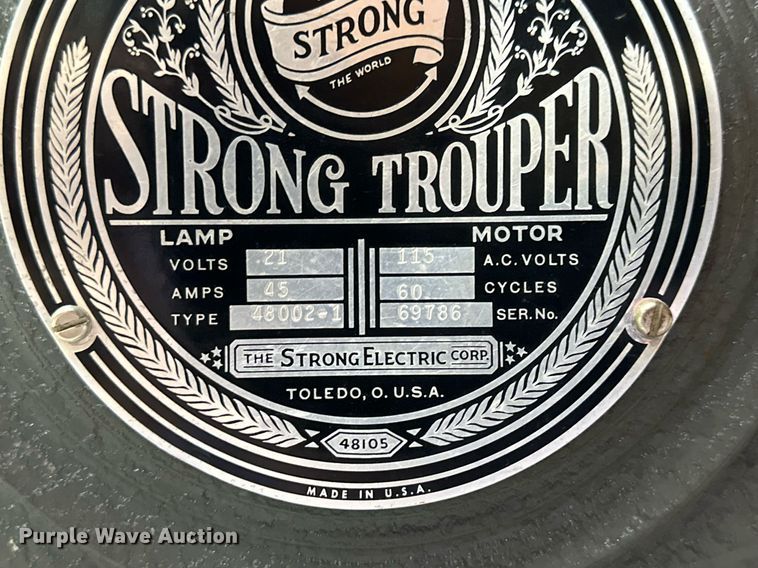 STRONG
THE WORLD
STRONG TROUPER
LAMP MOTOR
VOLTS 21 115 A.C. VOLTS
AMPS 45 60 CYCLES
TYPE 48002-1 69786 SER. No.
THE STRONG ELECTRIC CORP.
TOLEDO, O. U.S.A.
48105
MADE IN U.S.A.
Purple Wave Auction